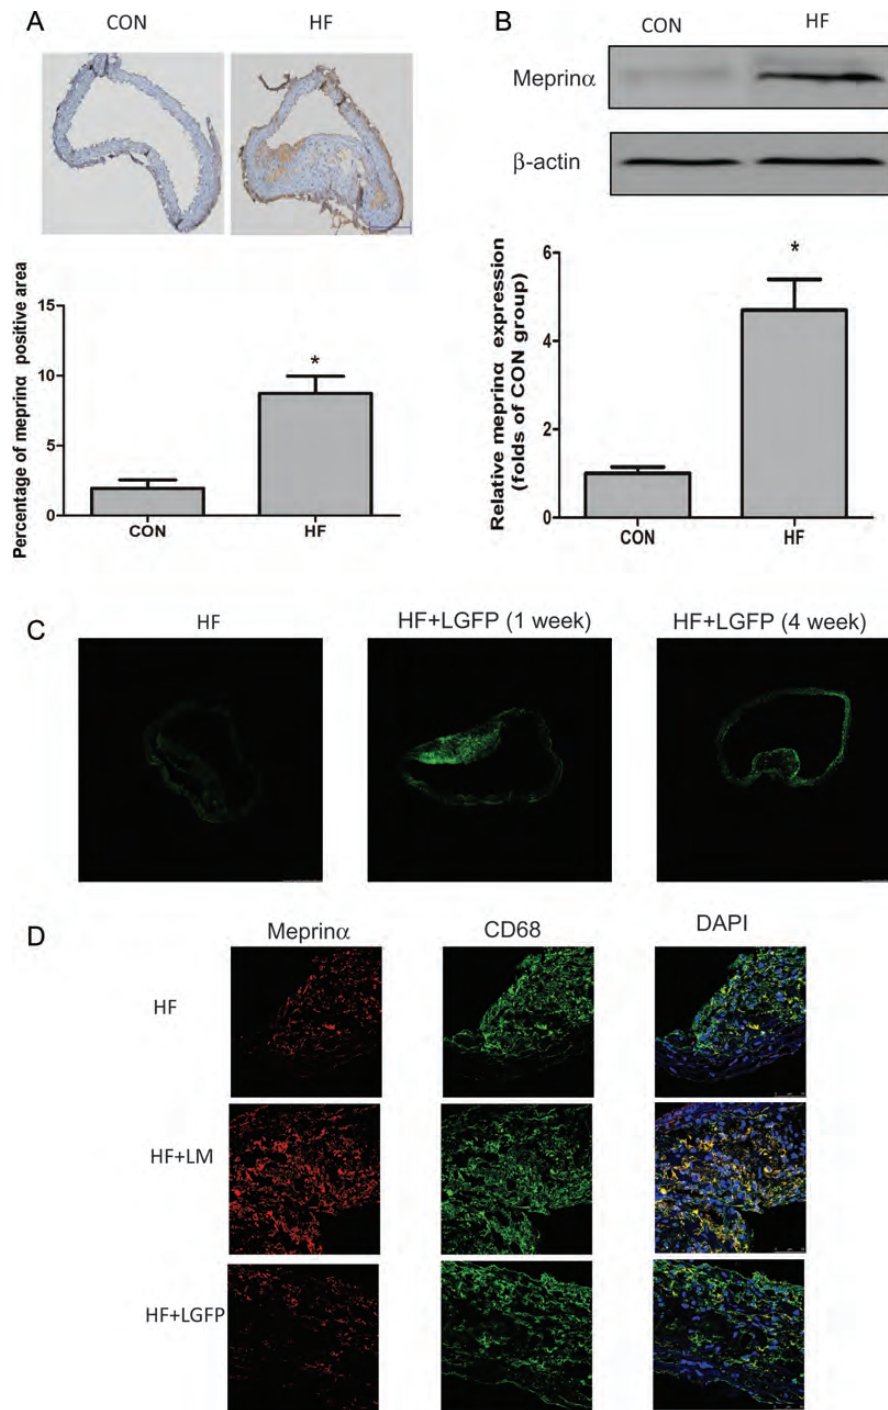 A
CON HF
Percentage of meprinα positive area
15
10
5
0
*
CON HF
B
CON HF
Meprinα
β-actin
Relative meprinα expression
(folds of CON group)
6
4
2
0
*
CON HF
C
HF HF+LGFP (1 week) HF+LGFP (4 week)
D
Meprinα CD68 DAPI
HF
HF+LM
HF+LGFP